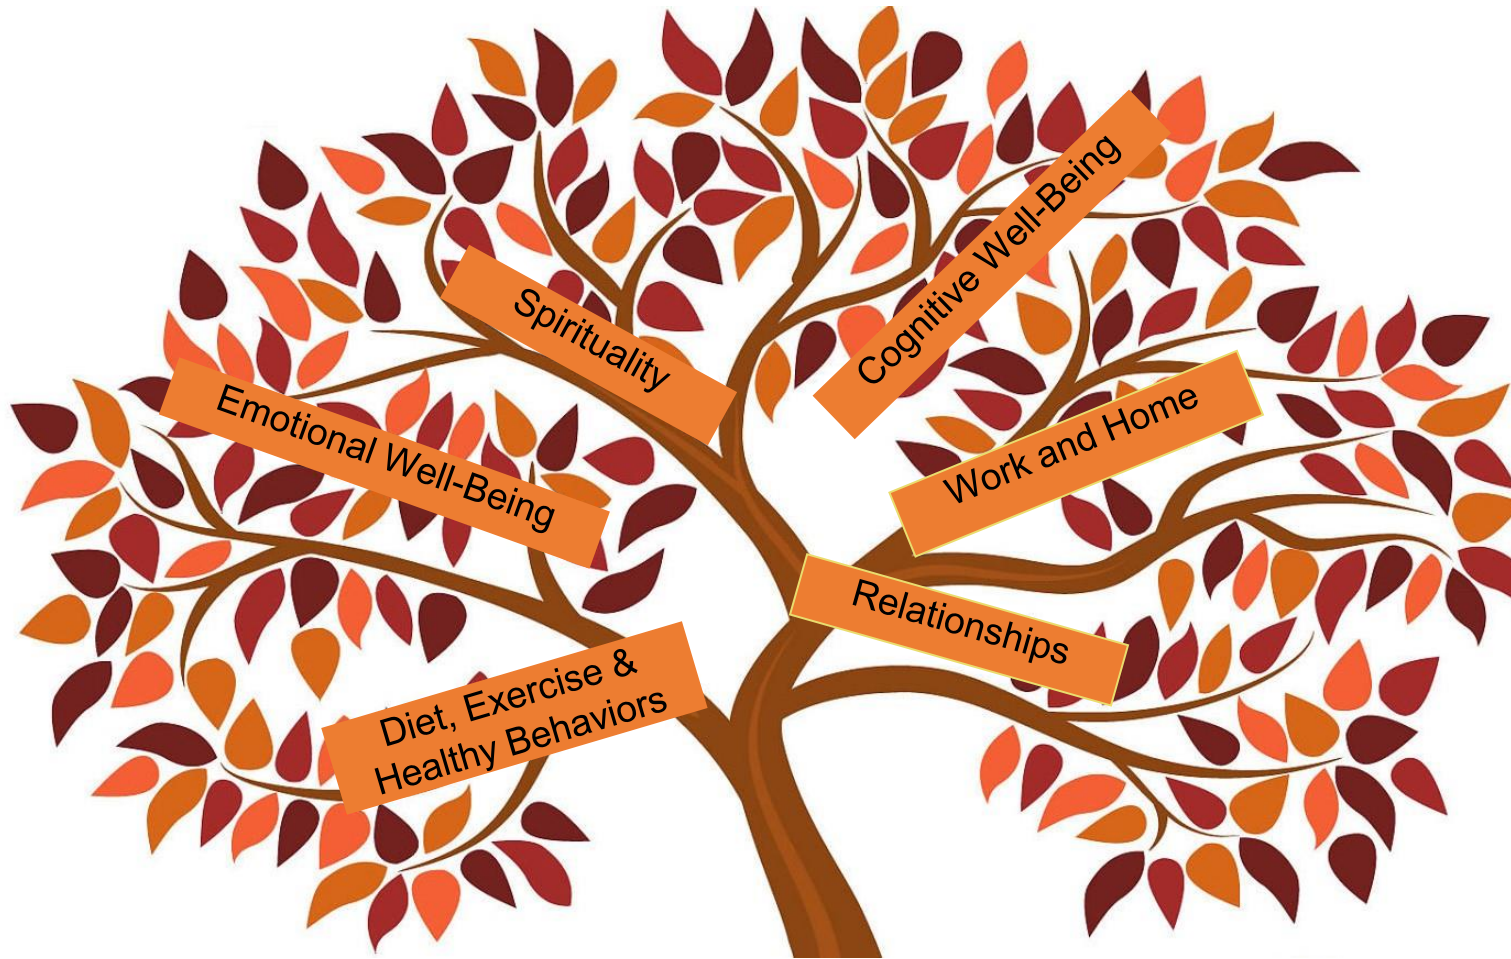 Spirituality
Cognitive Well-Being
Emotional Well-Being
Work and Home
Relationships
Diet, Exercise &
Healthy Behaviors